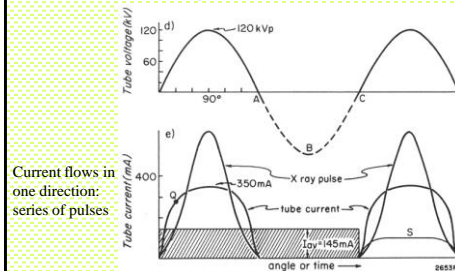 Current flows in
one direction:
series of pulses
d)
Tube voltage(kV)
120
60
120 kVp
90°
A
B
C
e)
Tube current(mA)
400
Q
X ray pulse
350mA
tube current
S
Iav=145mA
angle or time